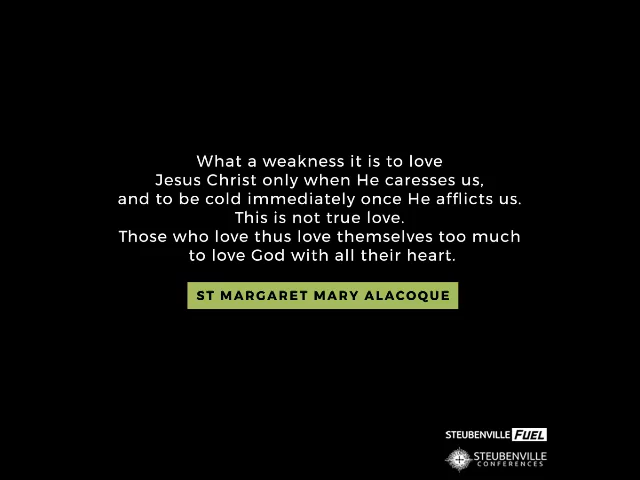 What a weakness it is to love
Jesus Christ only when He caresses us,
and to be cold immediately once He afflicts us.
This is not true love.
Those who love thus love themselves too much
to love God with all their heart.
ST MARGARET MARY ALACOQUE
STEUBENVILLE FUEL
STEUBENVILLE
CONFERENCES